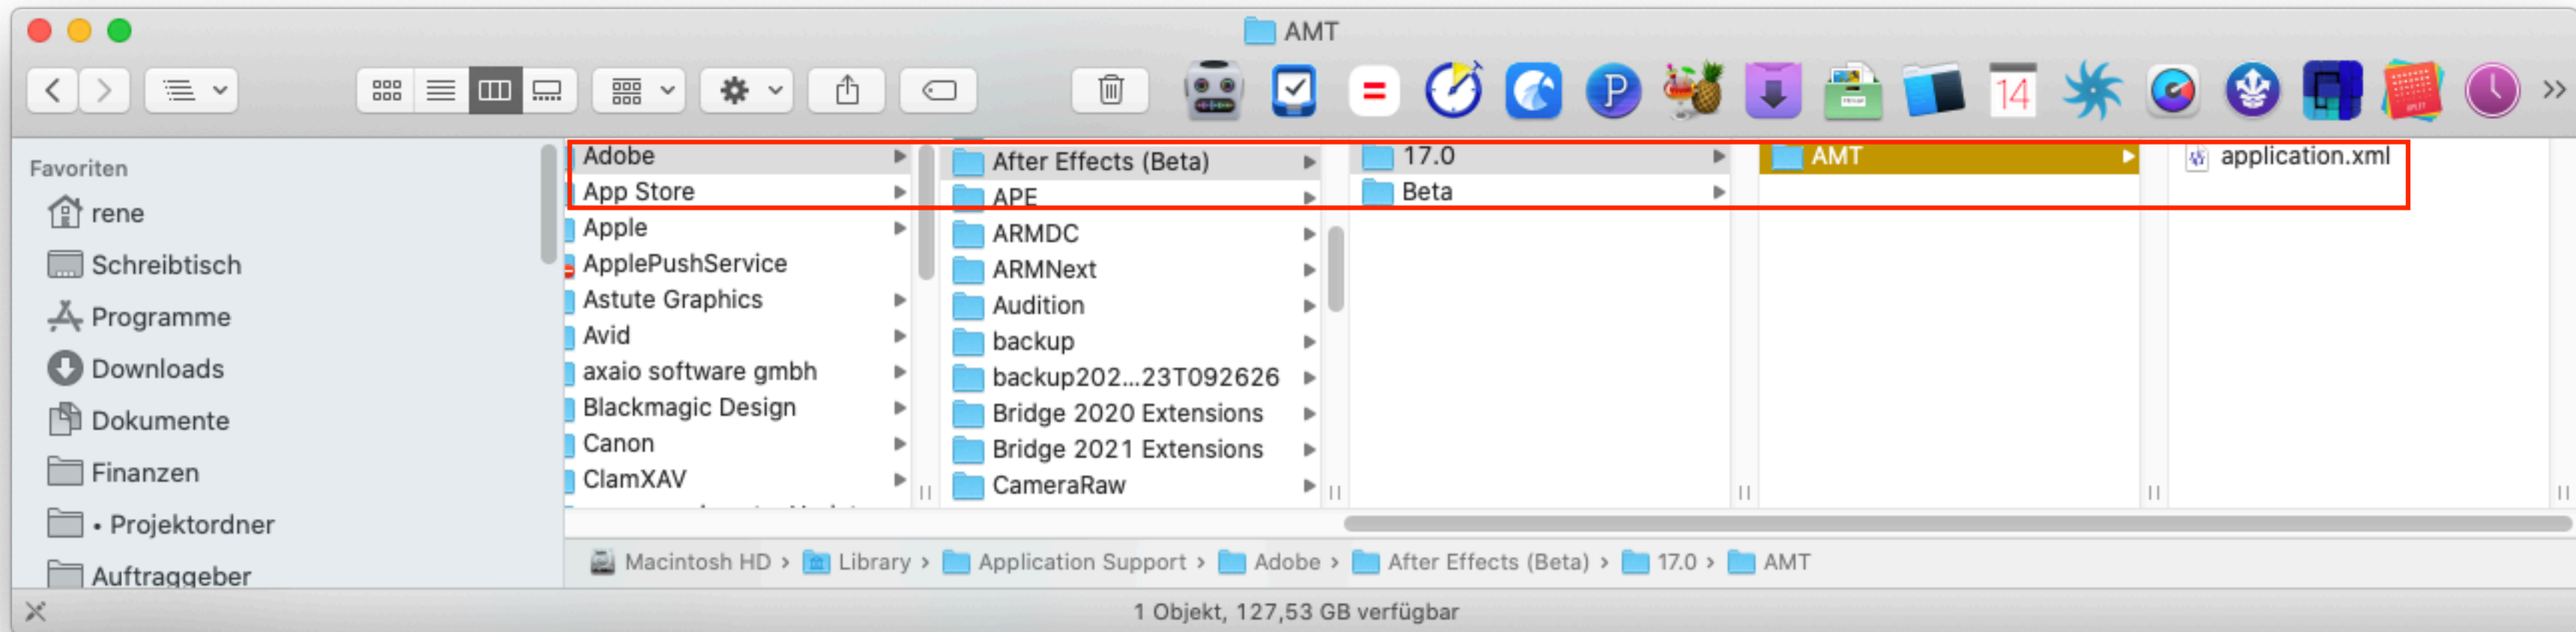 AMT
14
Favoriten
rene
Schreibtisch
Programme
Downloads
Dokumente
Finanzen
• Projektordner
Auftraggeber
Adobe
App Store
Apple
ApplePushService
Astute Graphics
Avid
axaio software gmbh
Blackmagic Design
Canon
ClamXAV
After Effects (Beta)
APE
ARMDC
ARMNext
Audition
backup
backup202...23T092626
Bridge 2020 Extensions
Bridge 2021 Extensions
CameraRaw
17.0
Beta
AMT
application.xml
Macintosh HD › Library › Application Support › Adobe › After Effects (Beta) › 17.0 › AMT
1 Objekt, 127,53 GB verfügbar